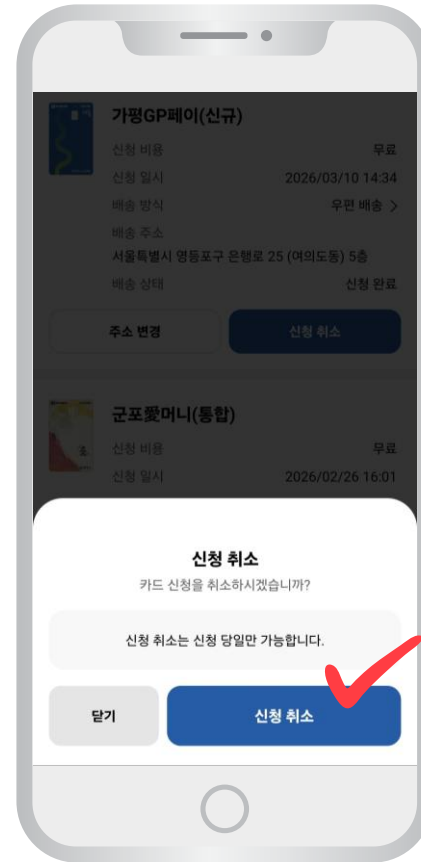 가평GP페이(신규)
신청 비용 무료
신청 일시 2026/03/10 14:34
배송 방식 우편 배송 >
배송 주소
서울특별시 영등포구 은행로 25 (여의도동) 5층
배송 상태 신청 완료
주소 변경 신청 취소
군포愛머니(통합)
신청 비용 무료
신청 일시 2026/02/26 16:01
신청 취소
카드 신청을 취소하시겠습니까?
신청 취소는 신청 당일만 가능합니다.
닫기 신청 취소